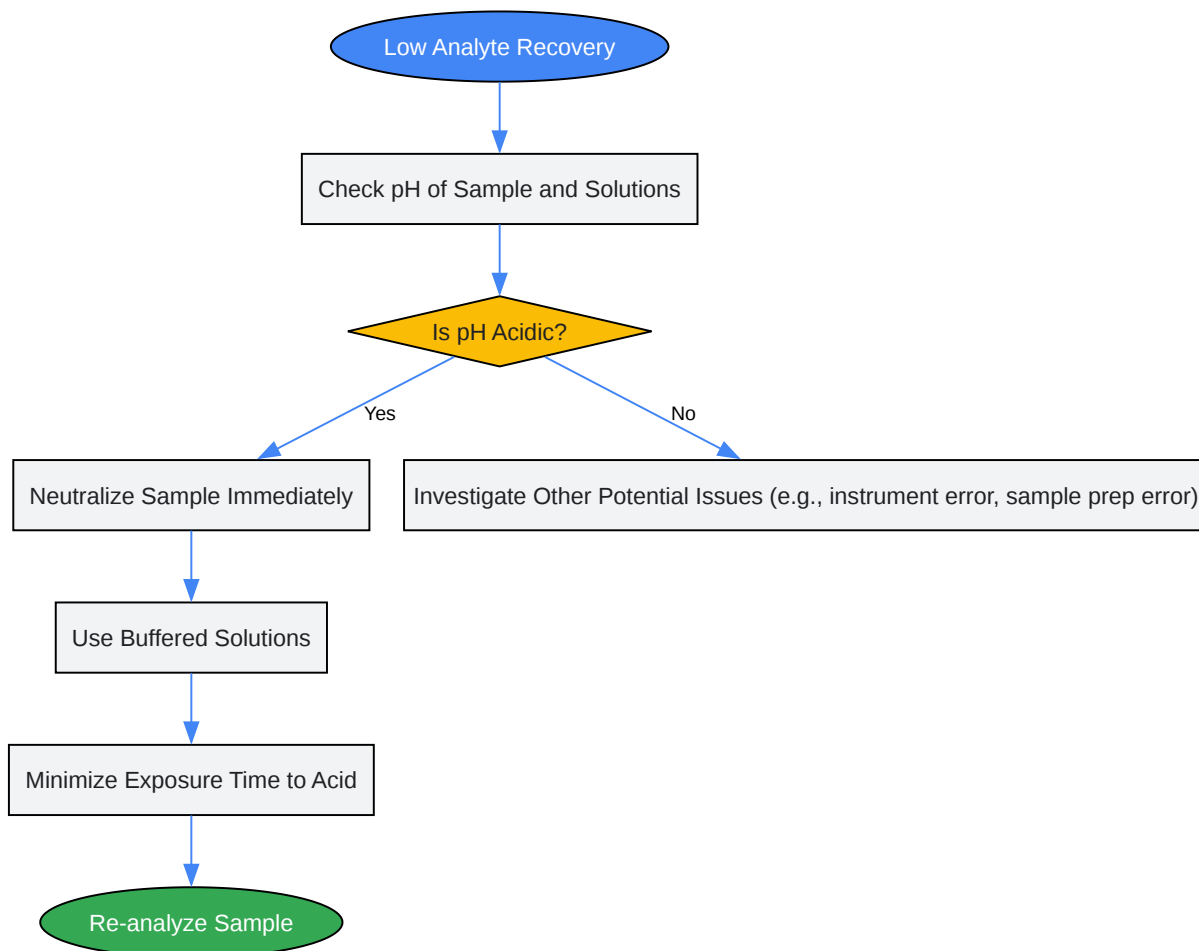 Low Analyte Recovery
Check pH of Sample and Solutions
Is pH Acidic?
Yes
No
Neutralize Sample Immediately
Investigate Other Potential Issues (e.g., instrument error, sample prep error)
Use Buffered Solutions
Minimize Exposure Time to Acid
Re-analyze Sample